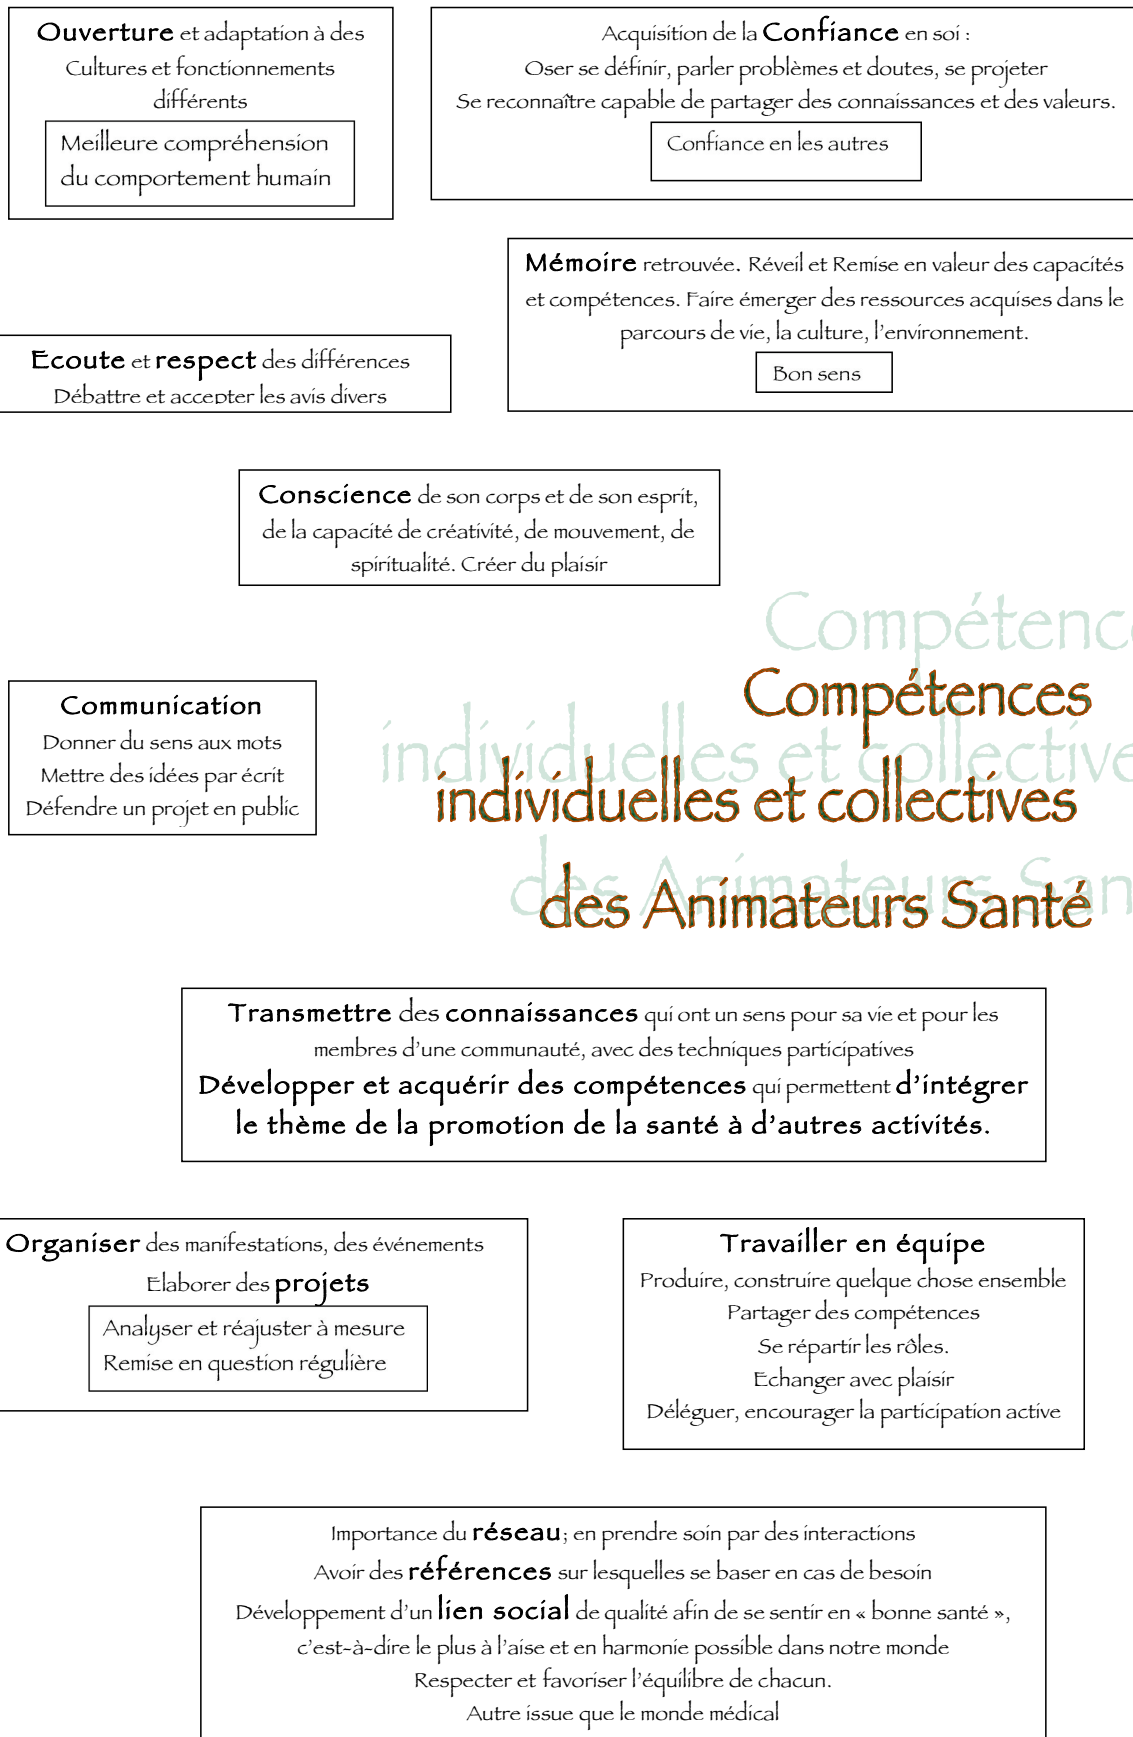 Ouverture et adaptation à des
Cultures et fonctionnements
différents
Meilleure compréhension
du comportement humain
Acquisition de la Confiance en soi :
Oser se définir, parler problèmes et doutes, se projeter
Se reconnaître capable de partager des connaissances et des valeurs.
Confiance en les autres
Mémoire retrouvée. Réveil et Remise en valeur des capacités
et compétences. Faire émerger des ressources acquises dans le
parcours de vie, la culture, l'environnement.
Bon sens
Ecoute et respect des différences
Débattre et accepter les avis divers
Conscience de son corps et de son esprit,
de la capacité de créativité, de mouvement, de
spiritualité. Créer du plaisir
Communication
Donner du sens aux mots
Mettre des idées par écrit
Défendre un projet en public
Compétences
individuelles et collectives
des Animateurs Santé
Transmettre des connaissances qui ont un sens pour sa vie et pour les
membres d'une communauté, avec des techniques participatives
Développer et acquérir des compétences qui permettent d'intégrer
le thème de la promotion de la santé à d'autres activités.
Organiser des manifestations, des événements
Elaborer des projets
Analyser et réajuster à mesure
Remise en question régulière
Travailler en équipe
Produire, construire quelque chose ensemble
Partager des compétences
Se répartir les rôles.
Echanger avec plaisir
Déléguer, encourager la participation active
Importance du réseau; en prendre soin par des interactions
Avoir des références sur lesquelles se baser en cas de besoin
Développement d'un lien social de qualité afin de se sentir en « bonne santé »,
c'est-à-dire le plus à l'aise et en harmonie possible dans notre monde
Respecter et favoriser l'équilibre de chacun.
Autre issue que le monde médical